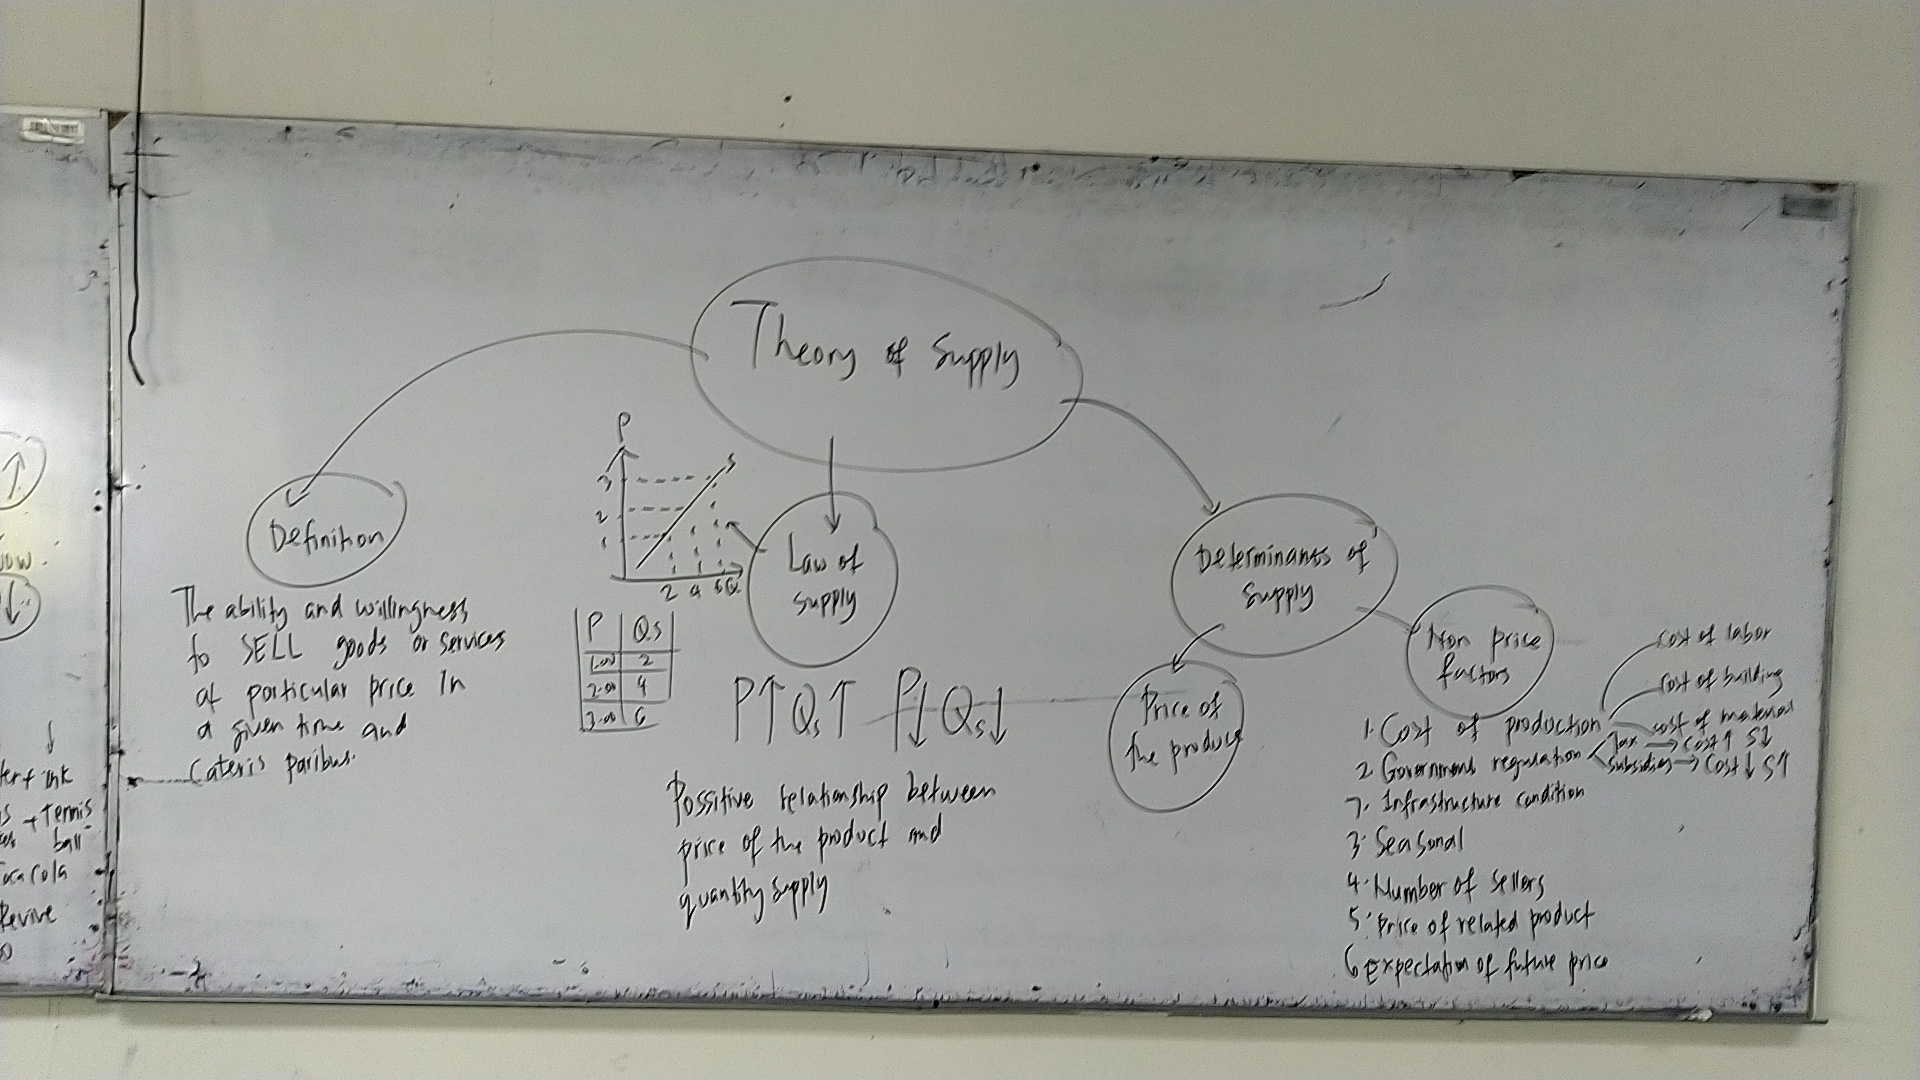 Theory of Supply
Definition
The ability and willingness
to SELL goods or services
at particular price in
a given time and
Cateris Paribus.
P
3
2
1
S
2 4 6 Q
Law of
supply
P Qs
1.00 2
2.00 4
3.00 6
P↑ Qs↑ P↓ Qs↓
Possitive relationship between
price of the product and
quantity supply
Determinants of
Supply
Price of
the product
Non price
factors
1. Cost of production
cost of labor
cost of building
cost of material
2. Government regulation
Tax → Cost↑ S↓
subsidies → Cost↓ S↑
7. Infrastructure condition
3. Seasonal
4. Number of sellers
5. Price of related product
6 Expectation of future price
↑
↓
↓
ink
+ Tennis
ball
Coca Cola
Revive